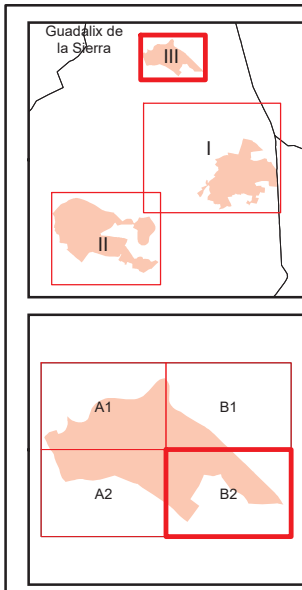 Guadalix de
la Sierra
III
I
II
A1
B1
A2
B2